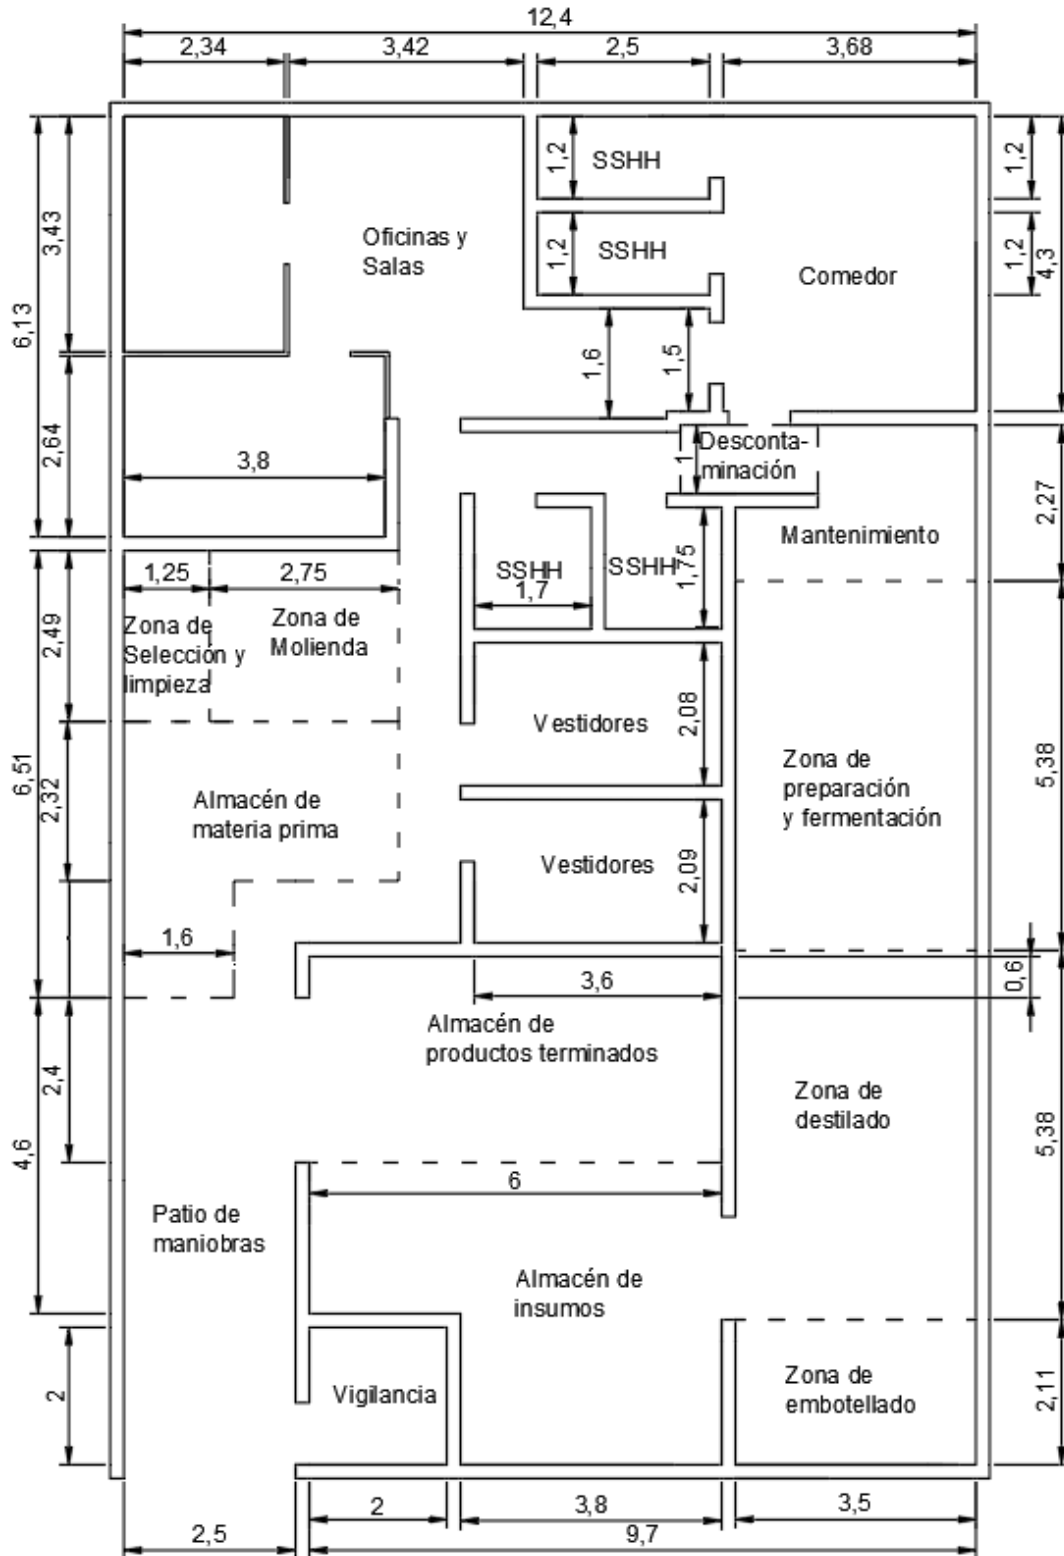 12,4
2,34
3,42
2,5
3,68
1,2
SSHH
1,2
3,43
Oficinas y
Salas
1,2
SSHH
1,2
4,3
Comedor
6,13
1,6
1,5
2,64
3,8
1
Desconta-
minación
2,27
Mantenimiento
1,25
2,75
SSHH
1,7
SSHH
1,75
2,49
Zona de
Selección y
limpieza
Zona de
Molienda
Vestidores
2,08
5,38
Zona de
preparación
y fermentación
6,51
2,32
Almacén de
materia prima
Vestidores
2,09
1,6
3,6
0,6
Almacén de
productos terminados
2,4
4,6
Zona de
destilado
5,38
6
Patio de
maniobras
Almacén de
insumos
2
Vigilancia
Zona de
embotellado
2,11
2
3,8
3,5
2,5
9,7